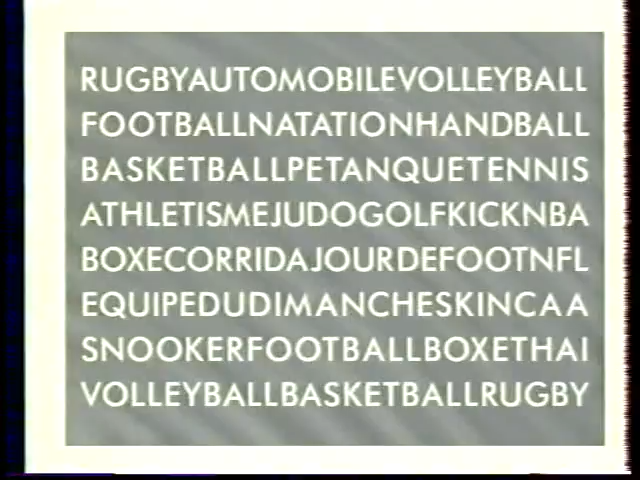 RUGBYAUTOMOBILEVOLLEYBALL
FOOTBALLNATATIONHANDBALL
BASKETBALLPETANQUETENNIS
ATHLETISMEJUDOGOLFKICKNBA
BOXECORRIDAJOURDEFOOTNFL
EQUIPEDUDIMANCHESKINCAA
SNOOKERFOOTBALLBOXETHAI
VOLLEYBALLBASKETBALLRUGBY